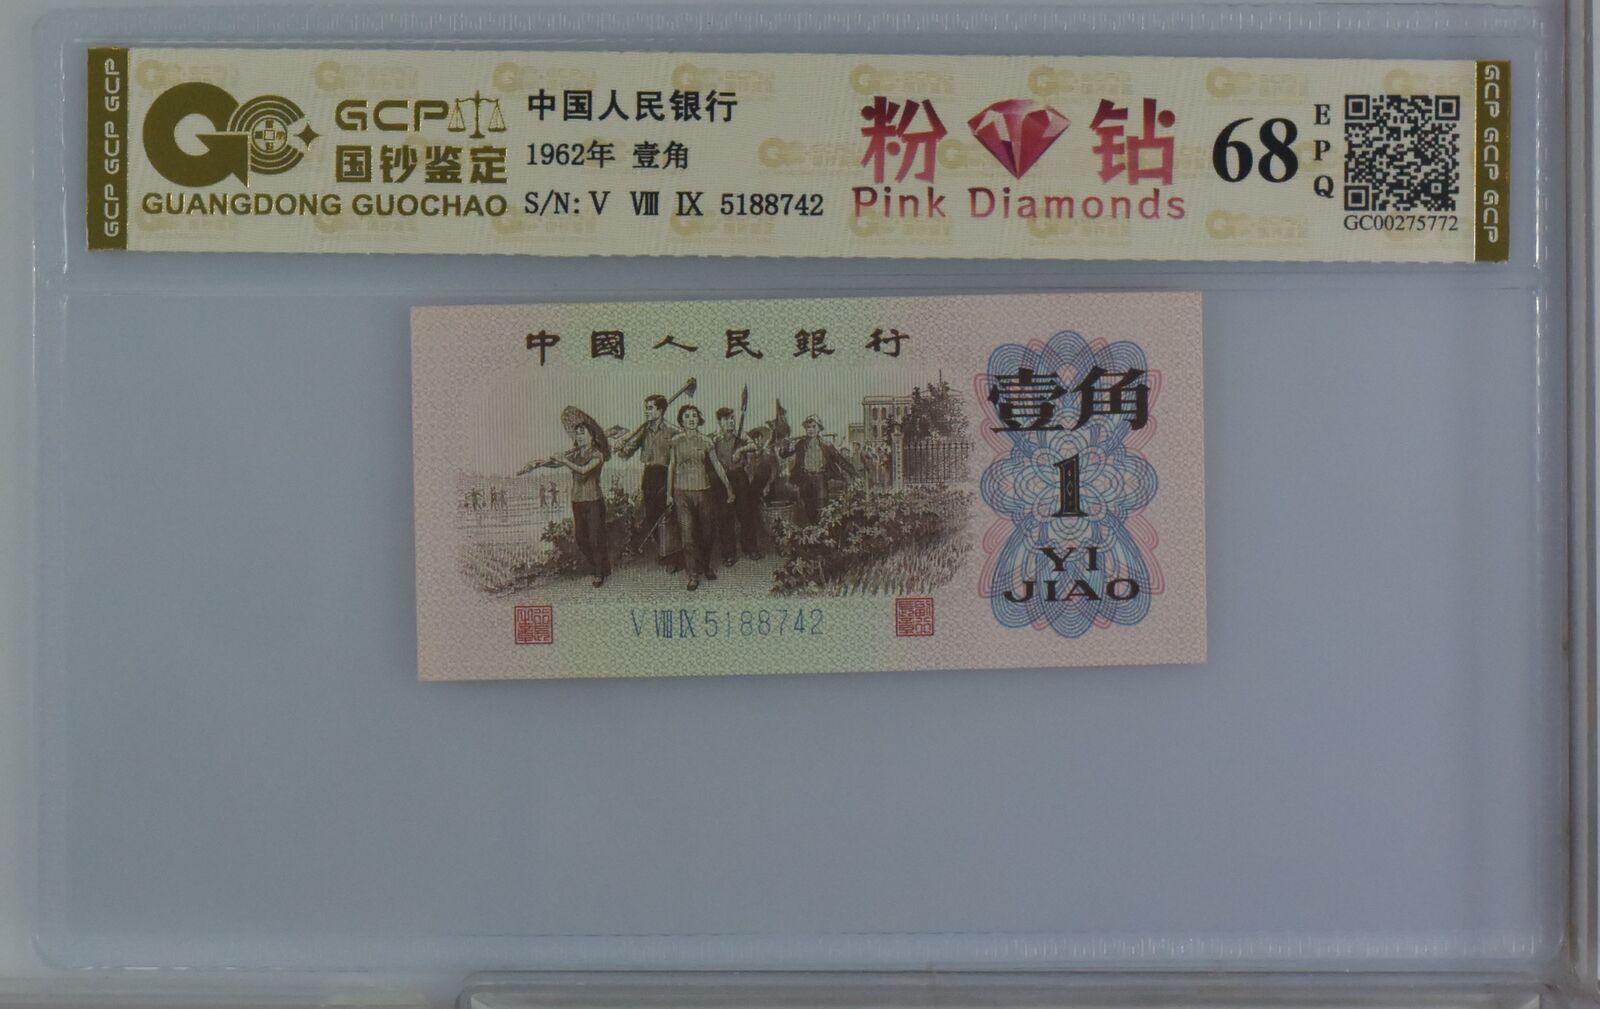 GCP GCP GCP
GCP
国钞鉴定
GUANGDONG GUOCHAO
中国人民银行
1962年 壹角
S/N: V Ⅷ Ⅸ 5188742
粉 钻
Pink Diamonds
68
EPQ
GC00275772
GCP GCP GCP
中國人民銀行
壹角
1
YI
JIAO
V Ⅷ Ⅸ 5188742